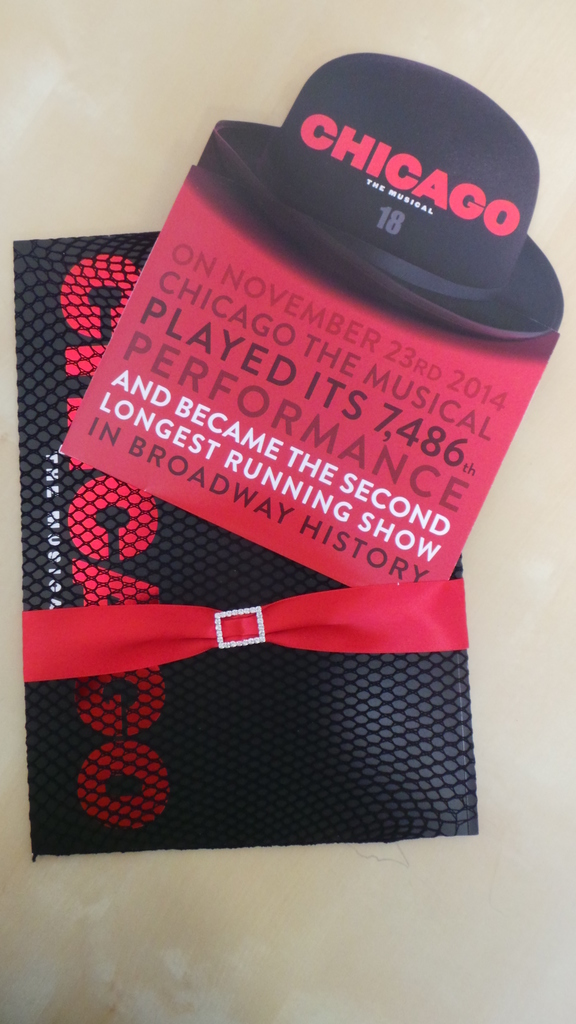 CHICAGO
THE MUSICAL
18
ON NOVEMBER 23RD 2014
CHICAGO THE MUSICAL
PLAYED ITS 7,486th
PERFORMANCE
AND BECAME THE SECOND
LONGEST RUNNING SHOW
IN BROADWAY HISTORY.
CHICAGO
THE MUSICAL